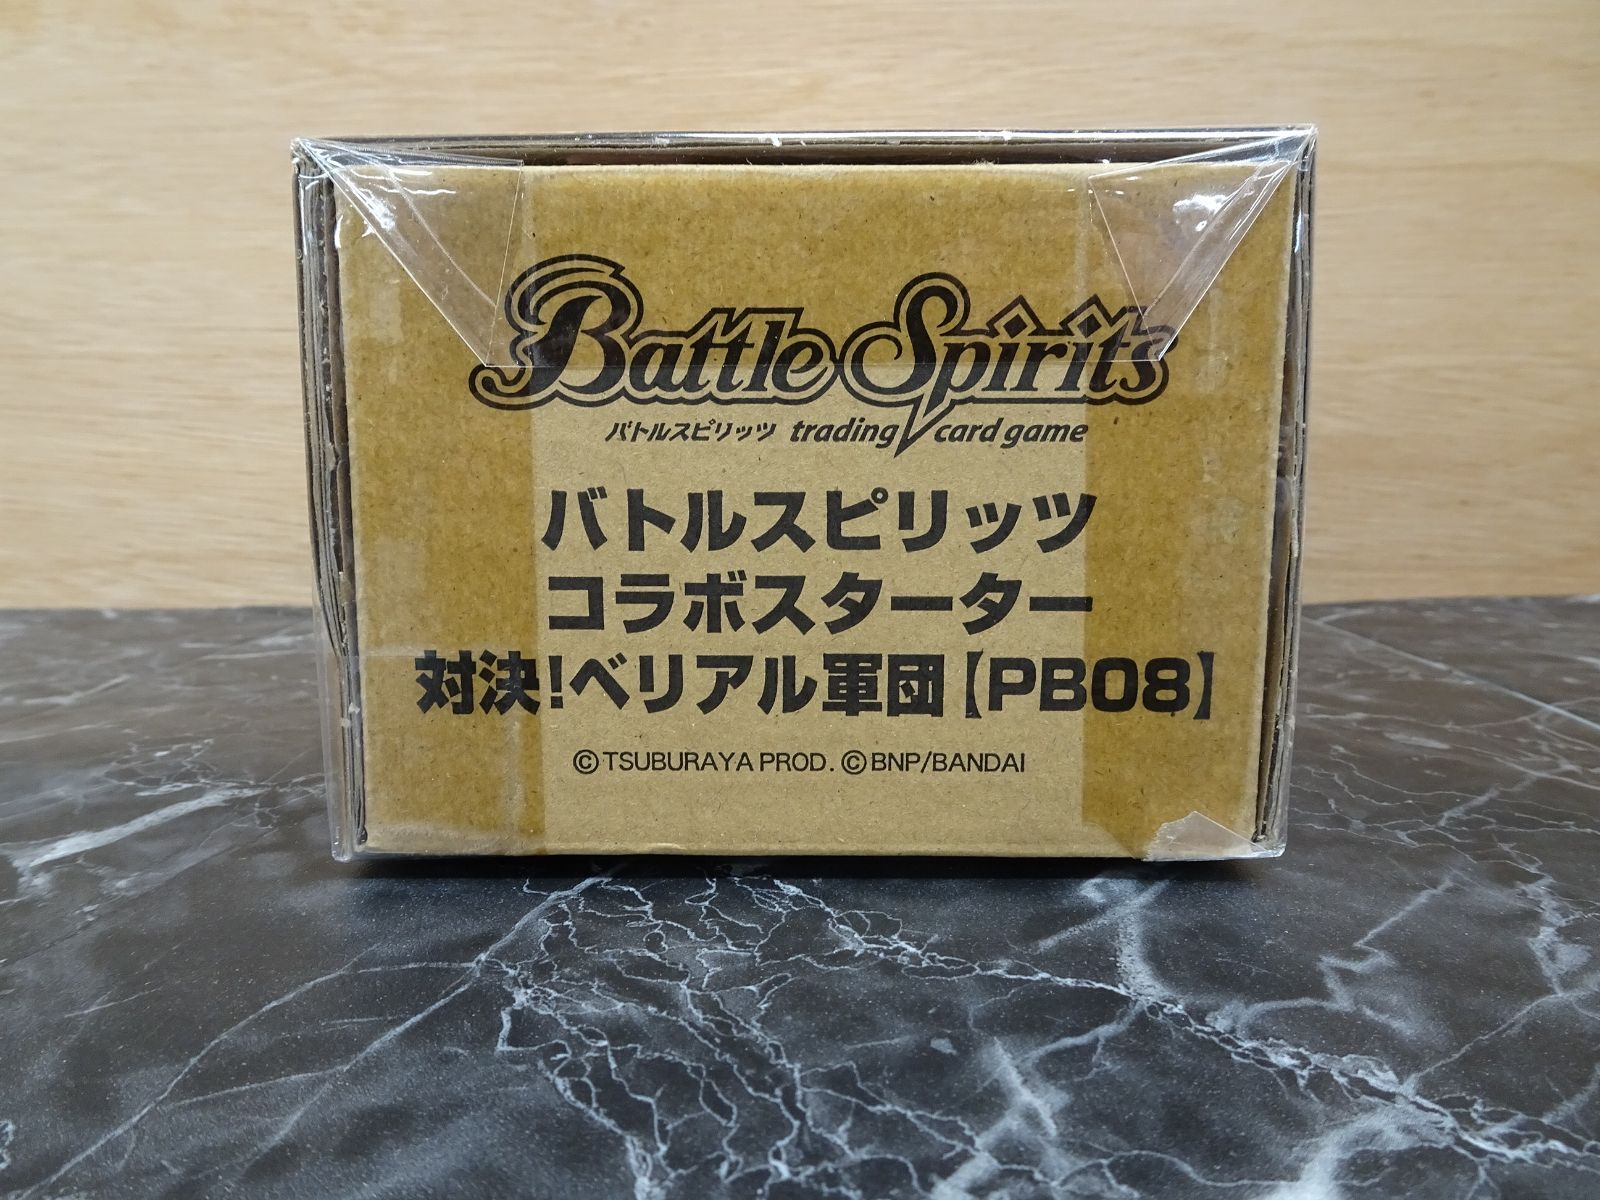 Battle Spirits
バトルスピリッツ trading card game
バトルスピリッツ
コラボスターター
対決!ベリアル軍団【PB08】
©TSUBURAYA PROD. ©BNP/BANDAI